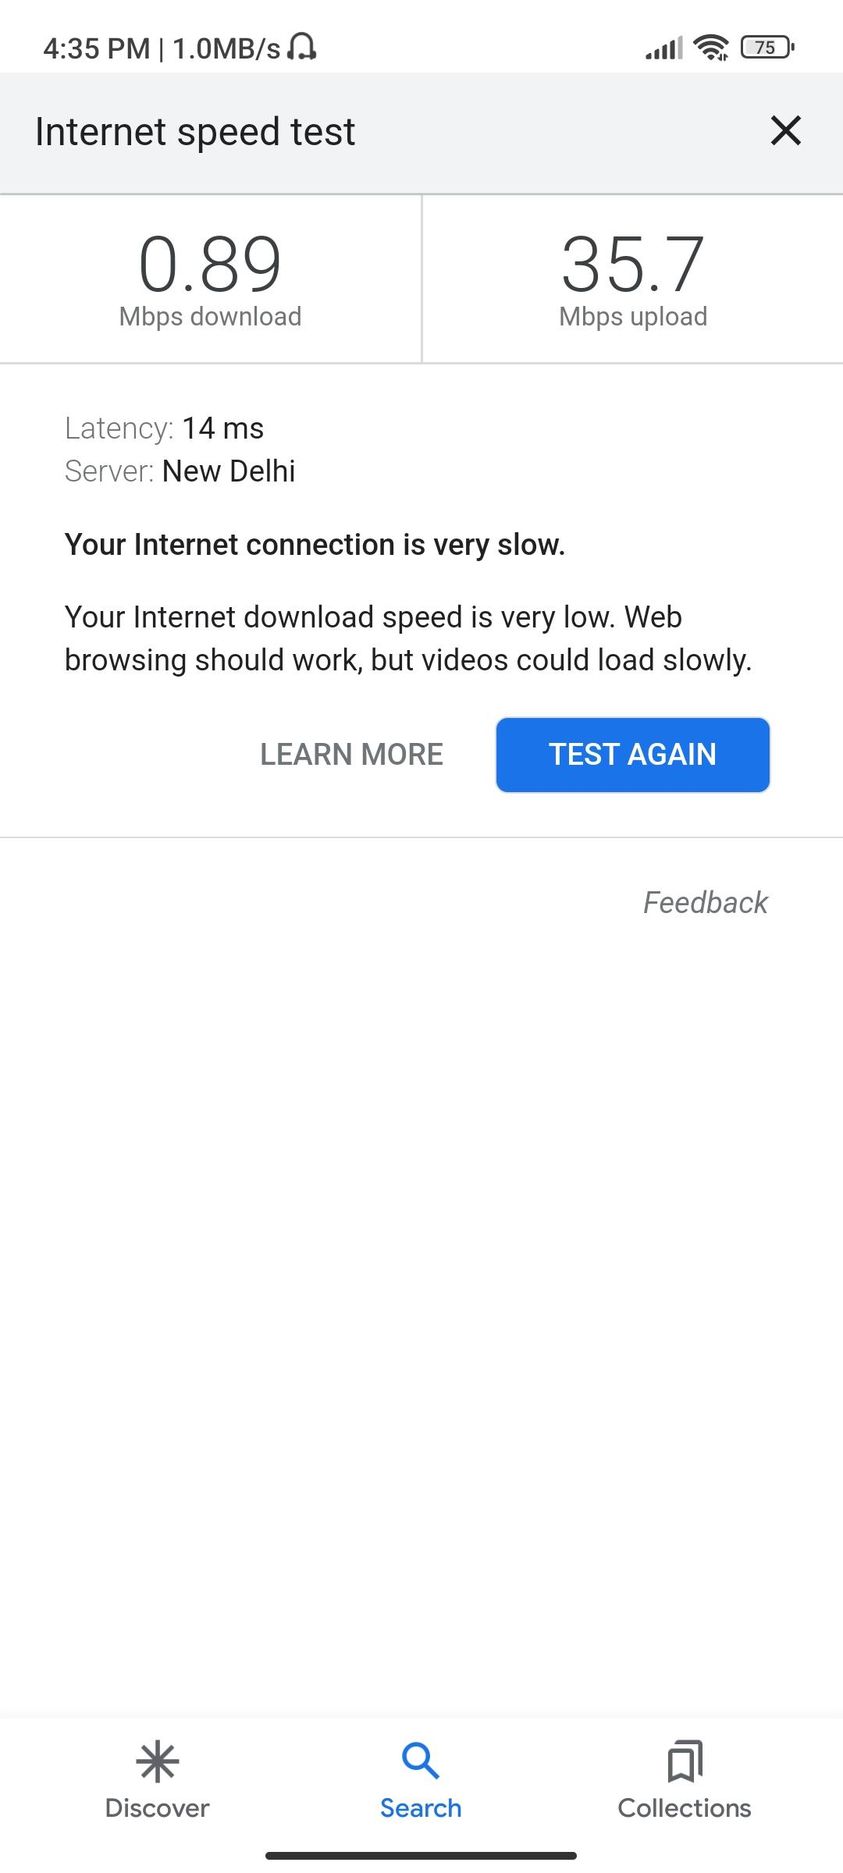 4:35 PM | 1.0MB/s
75
Internet speed test
0.89
Mbps download
35.7
Mbps upload
Latency: 14 ms
Server: New Delhi
Your Internet connection is very slow.
Your Internet download speed is very low. Web
browsing should work, but videos could load slowly.
LEARN MORE
TEST AGAIN
Feedback
Discover
Search
Collections